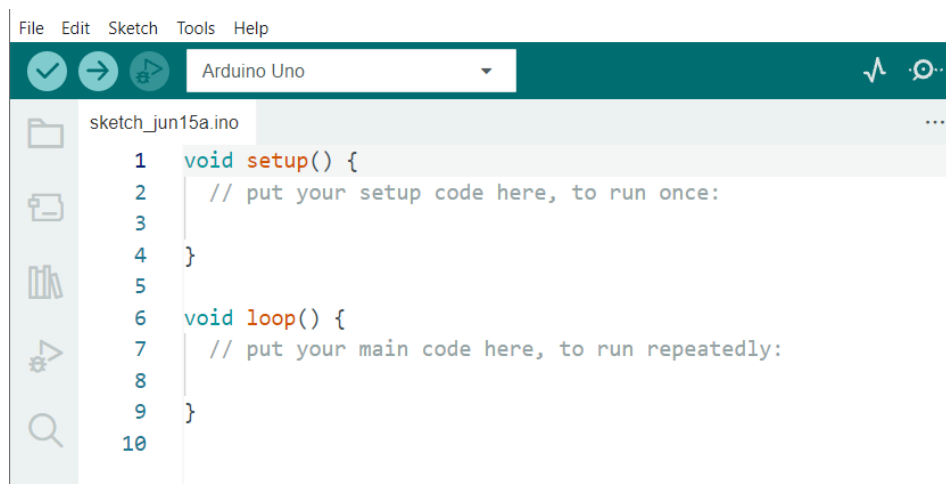 File Edit Sketch Tools Help
Arduino Uno
sketch_jun15a.ino
1 void setup() {
2 // put your setup code here, to run once:
3
4 }
5
6 void loop() {
7 // put your main code here, to run repeatedly:
8
9 }
10